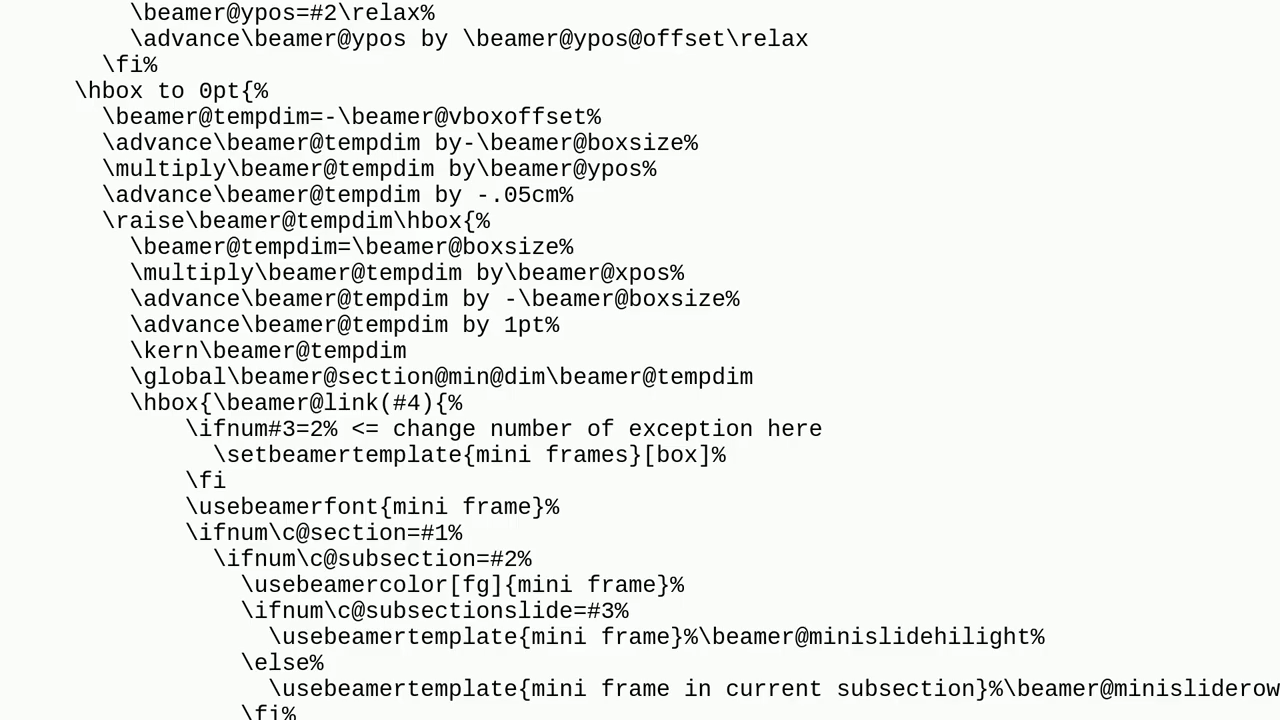 \beamer@ypos=#2\relax%
\advance\beamer@ypos by \beamer@ypos@offset\relax
\fi%
\hbox to 0pt{%
\beamer@tempdim=-\beamer@vboxoffset%
\advance\beamer@tempdim by-\beamer@boxsize%
\multiply\beamer@tempdim by\beamer@ypos%
\advance\beamer@tempdim by -.05cm%
\raise\beamer@tempdim\hbox{%
\beamer@tempdim=\beamer@boxsize%
\multiply\beamer@tempdim by\beamer@xpos%
\advance\beamer@tempdim by -\beamer@boxsize%
\advance\beamer@tempdim by 1pt%
\kern\beamer@tempdim
\global\beamer@section@min@dim\beamer@tempdim
\hbox{\beamer@link(#4){%
\ifnum#3=2% <= change number of exception here
\setbeamertemplate{mini frames}[box]%
\fi
\usebeamerfont{mini frame}%
\ifnum\c@section=#1%
\ifnum\c@subsection=#2%
\usebeamercolor[fg]{mini frame}%
\ifnum\c@subsectionslide=#3%
\usebeamertemplate{mini frame}%\beamer@minislidehilight%
\else%
\usebeamertemplate{mini frame in current subsection}%\beamer@minisliderow
\fi%